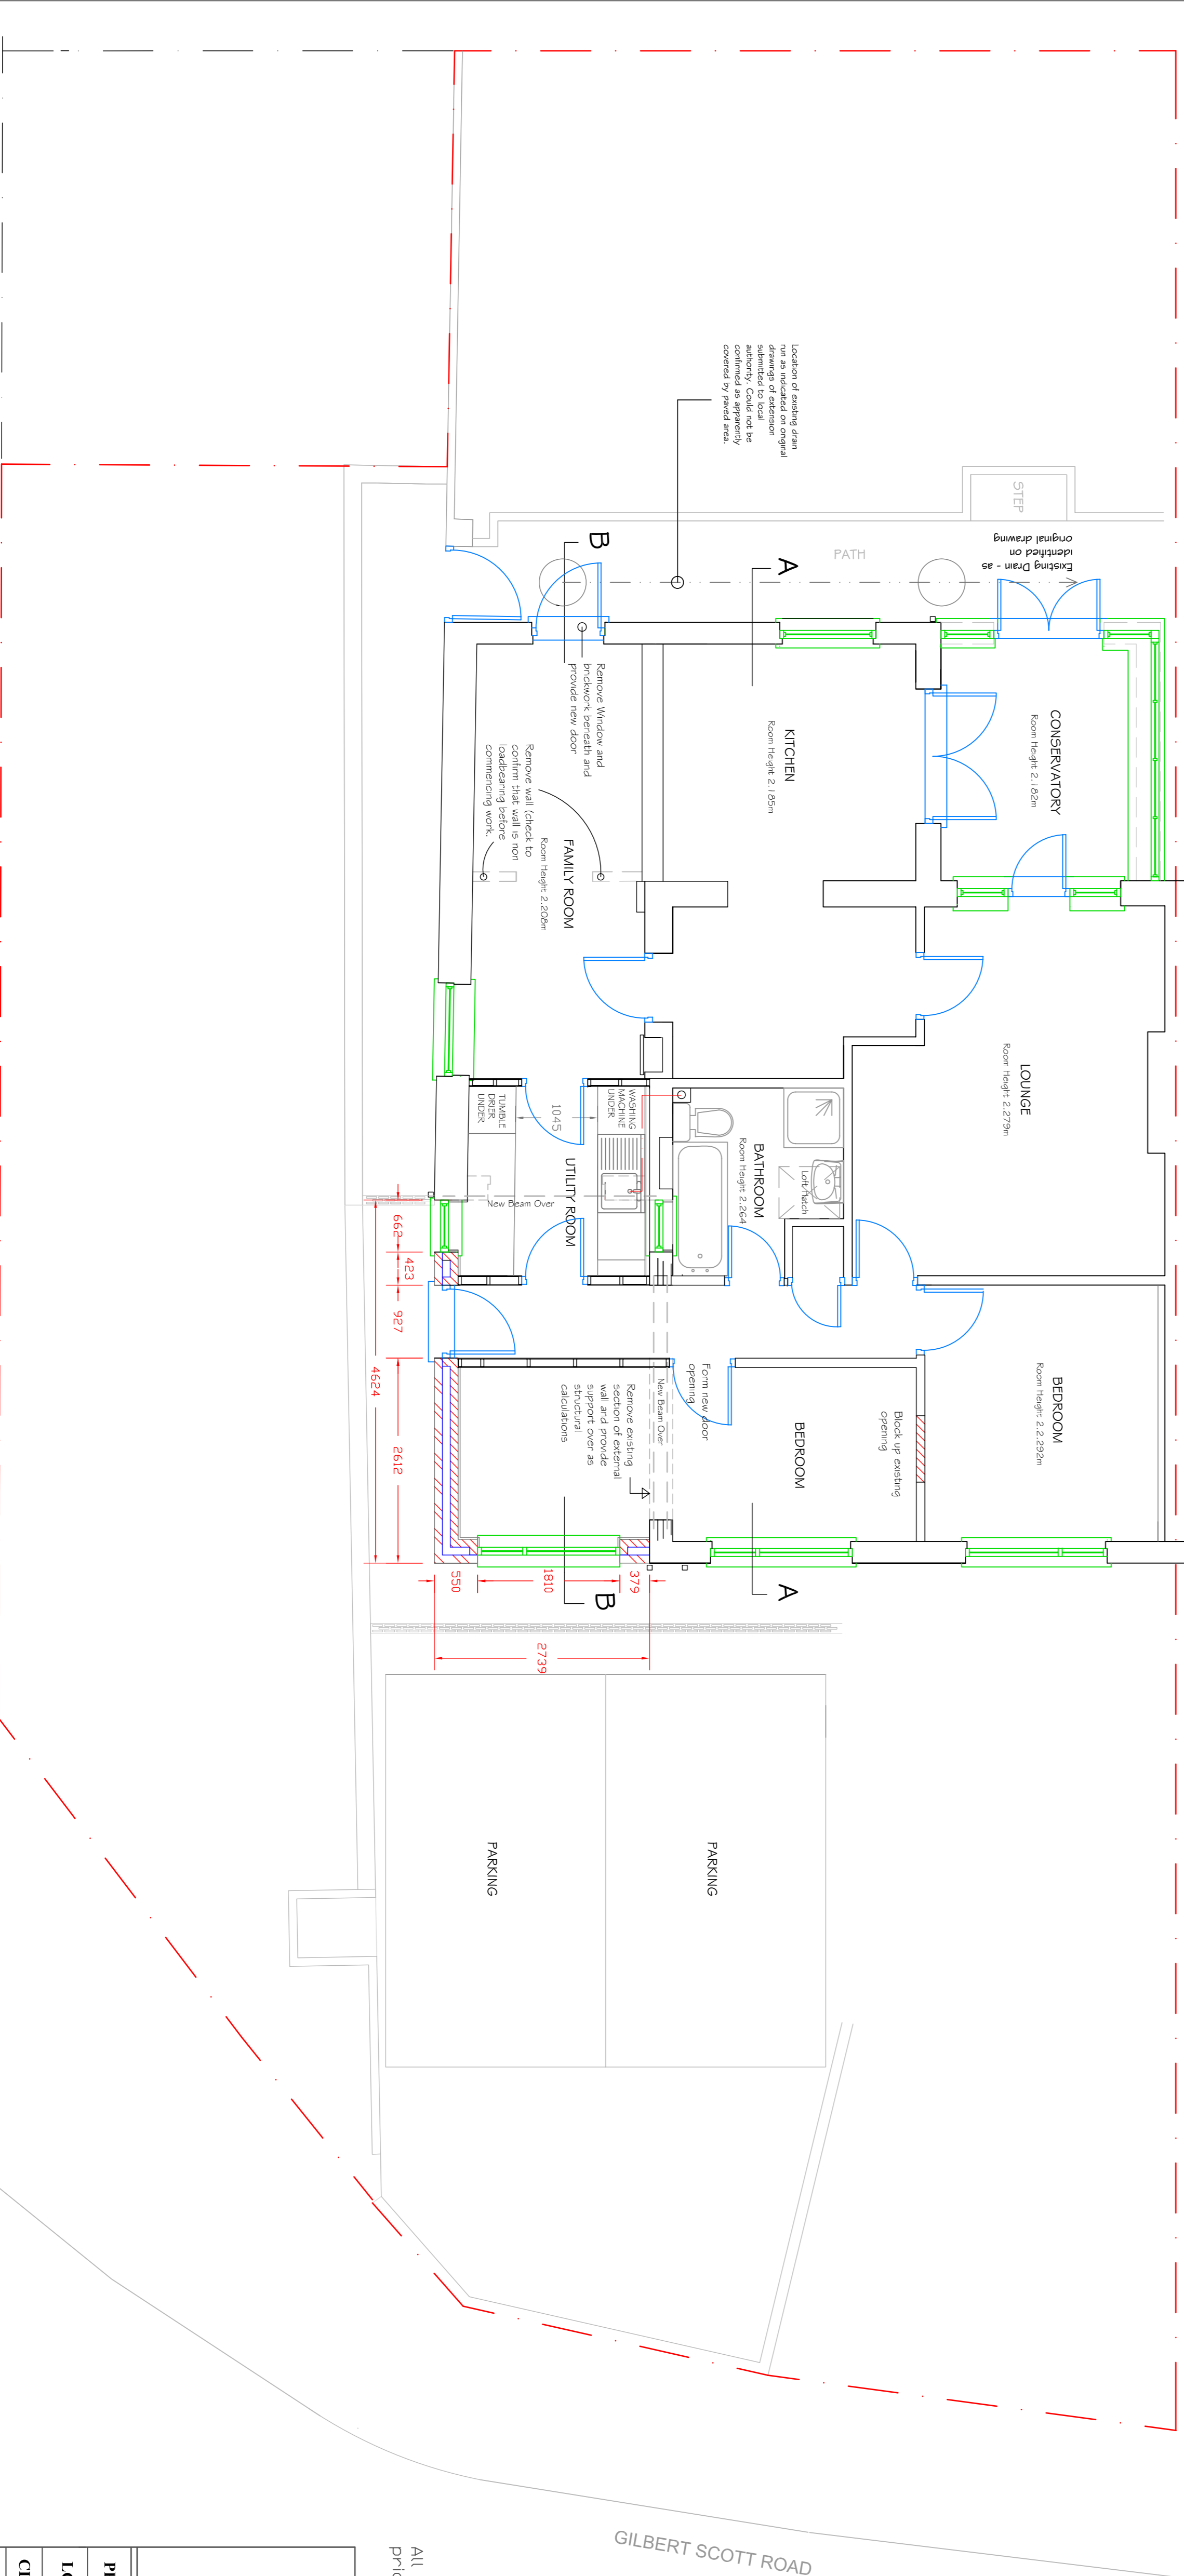 Location of existing drain
run as indicated on original
drawings of extension
submitted to local
authority. Could not be
confirmed as apparently
covered by paved area.
STEP
Existing Drain - as
identified on
original drawing
PATH
A
B
CONSERVATORY
Room Height 2.182m
KITCHEN
Room Height 2.185m
Remove Window and
brickwork beneath and
provide new door
Remove wall (check to
confirm that wall is non
loadbearing before
commencing work.
FAMILY ROOM
Room Height 2.208m
LOUNGE
Room Height 2.279m
BATHROOM
Room Height 2.264
Loft Hatch
WASHING
MACHINE
UNDER
1045
TUMBLE
DRIER
UNDER
UTILITY ROOM
New Beam Over
662
423
927
2612
4624
BEDROOM
Room Height 2.2.292m
Block up existing
opening
BEDROOM
Form new door
opening
New Beam Over
Remove existing
section of external
wall and provide
support over as
structural
calculations
A
B
379
1810
550
2739
PARKING
PARKING
GILBERT SCOTT ROAD
All